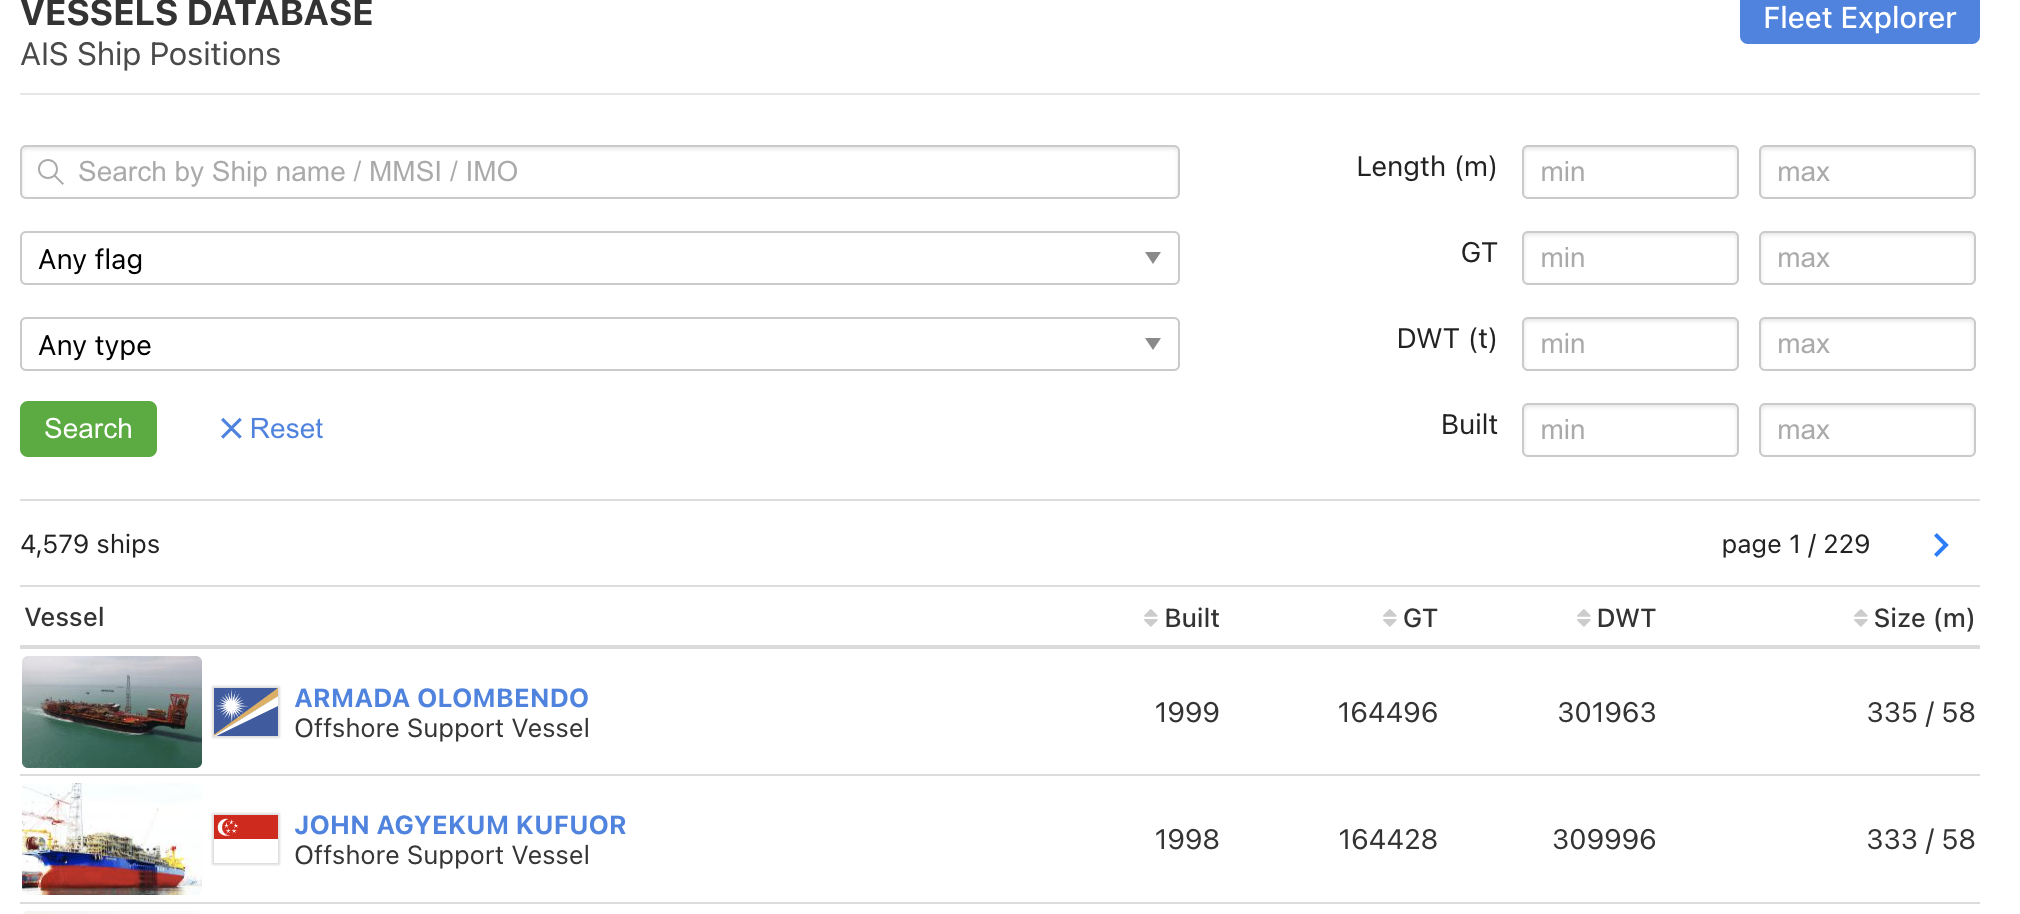 VESSELS DATABASE
Fleet Explorer
AIS Ship Positions
Search by Ship name / MMSI / IMO
Length (m)
min
max
Any flag
GT
min
max
Any type
DWT (t)
min
max
Search
Reset
Built
min
max
4,579 ships
page 1 / 229
Vessel
Built
GT
DWT
Size (m)
ARMADA OLOMBENDO
Offshore Support Vessel
1999
164496
301963
335 / 58
JOHN AGYEKUM KUFUOR
Offshore Support Vessel
1998
164428
309996
333 / 58